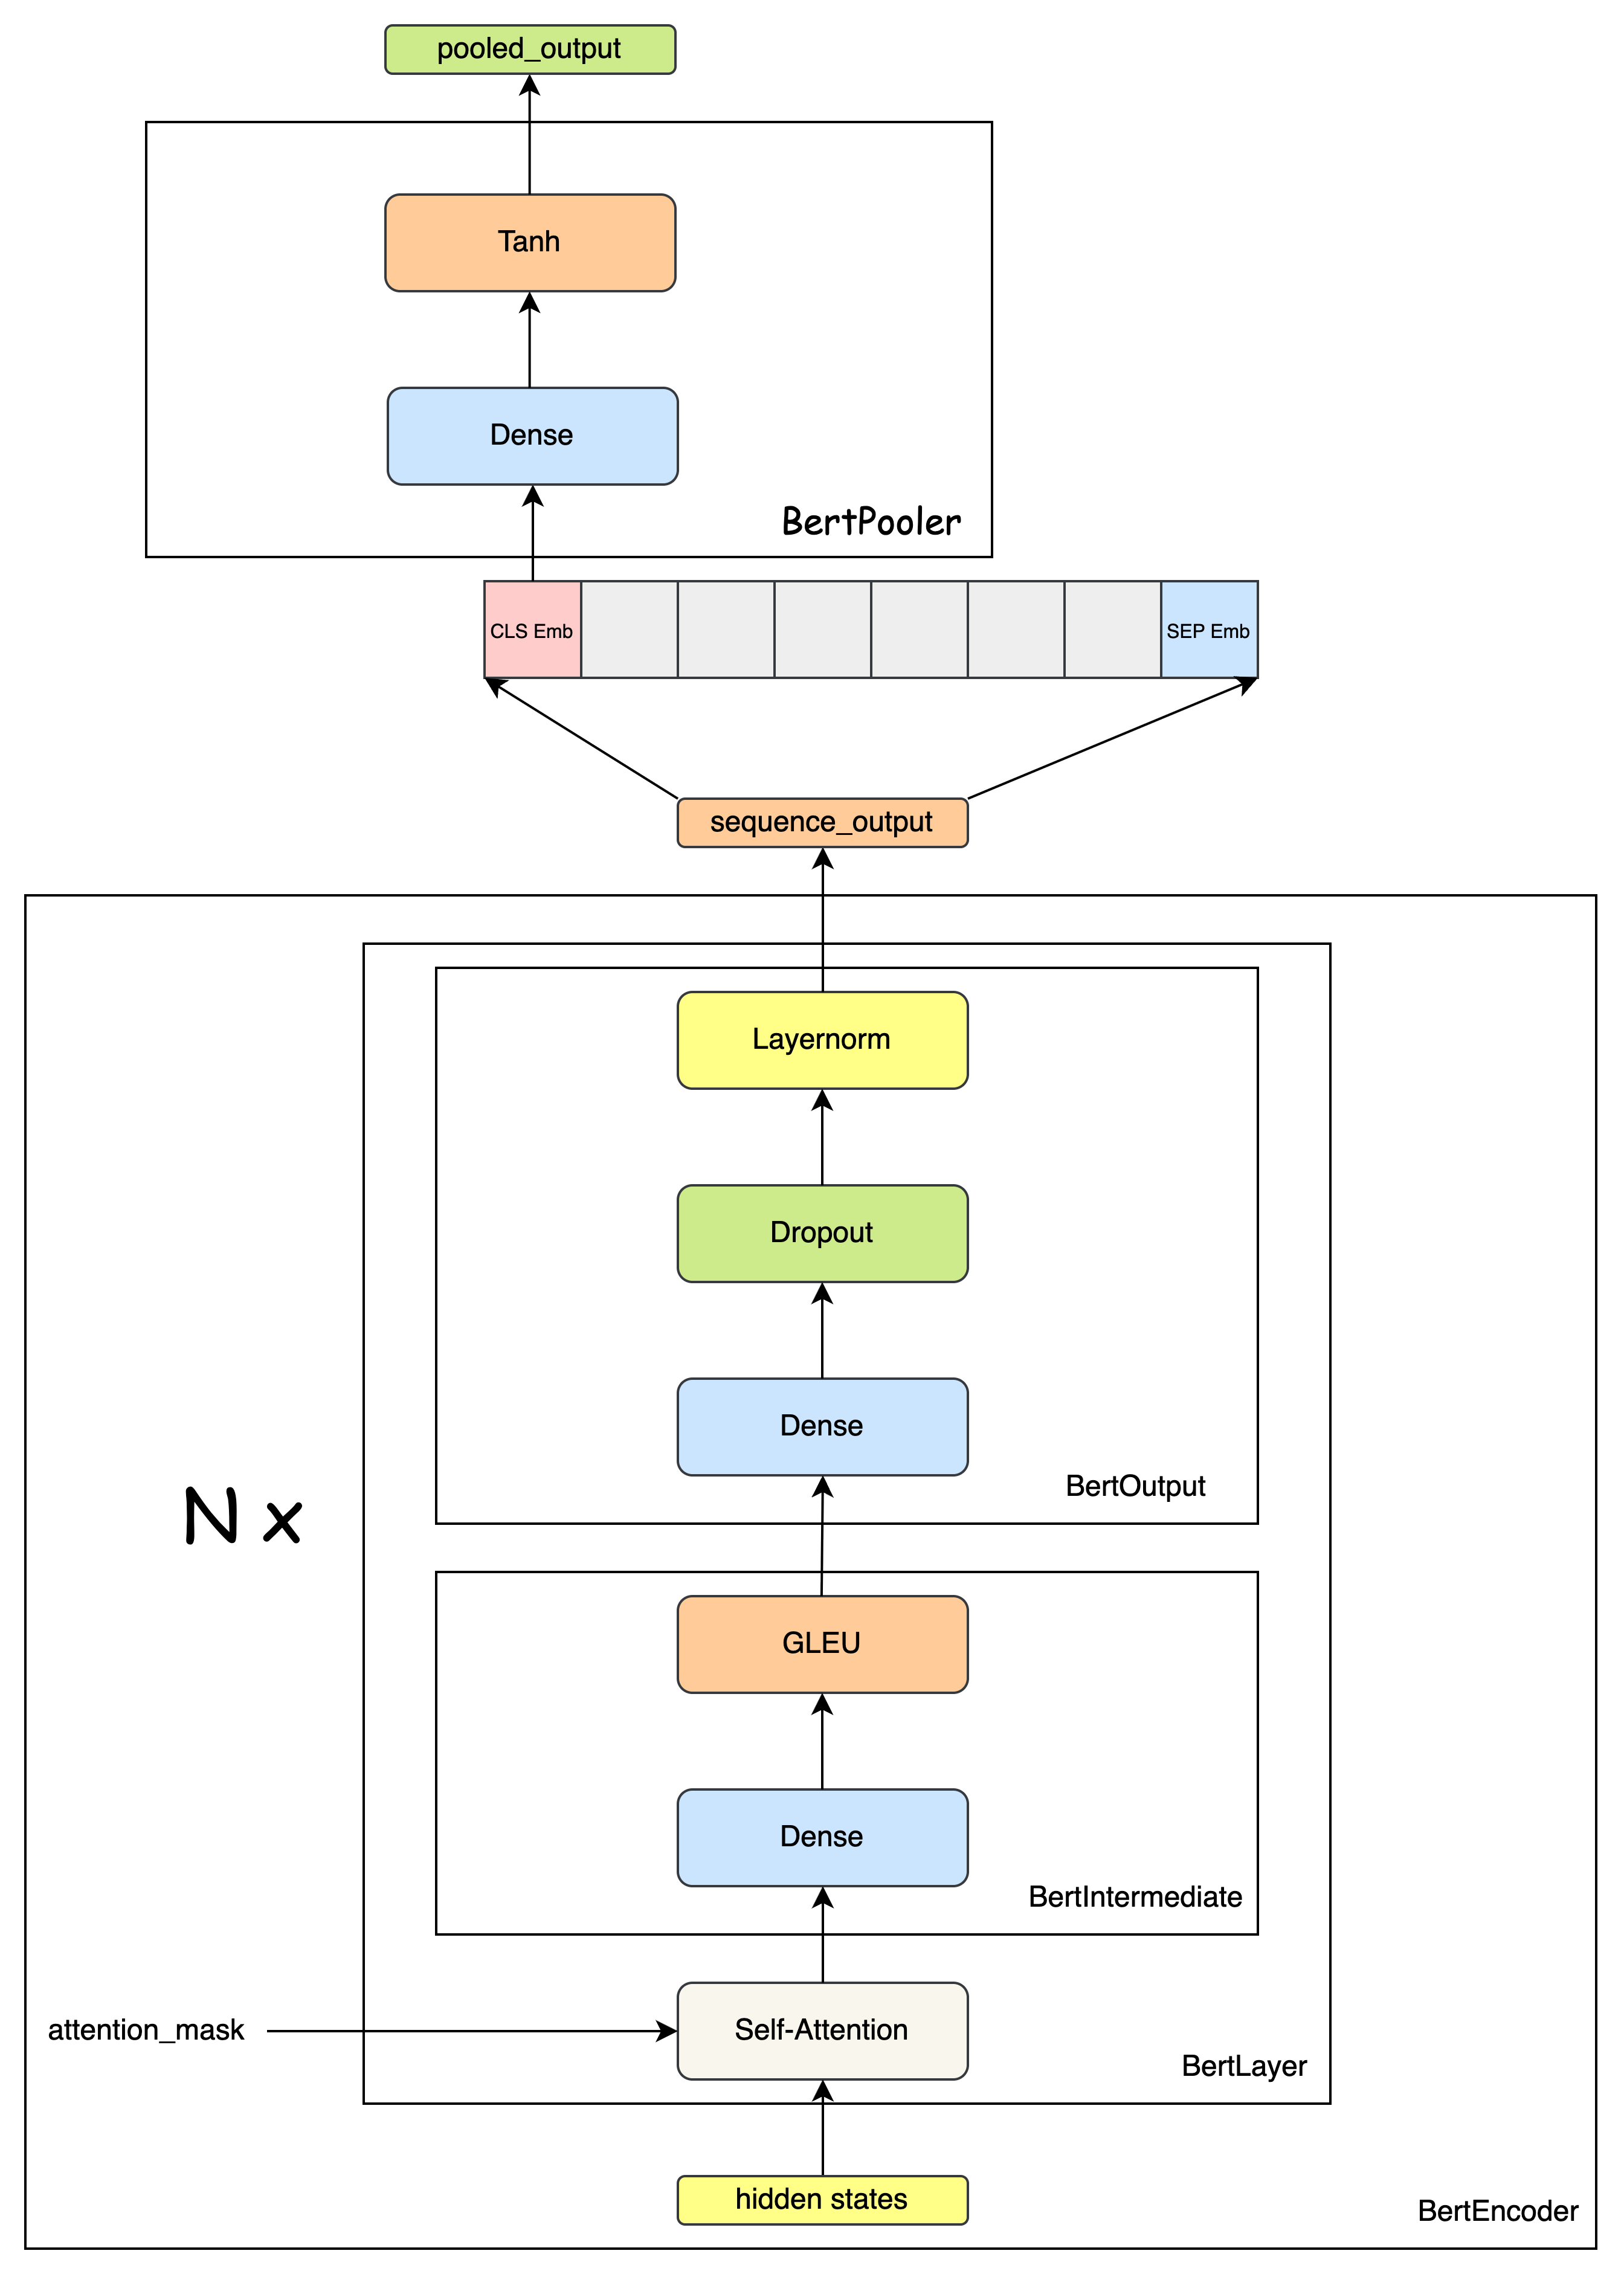 pooled_output
Tanh
Dense
BertPooler
CLS Emb
SEP Emb
sequence_output
Layernorm
Dropout
Dense
BertOutput
N x
GLEU
Dense
BertIntermediate
attention_mask
Self-Attention
BertLayer
hidden states
BertEncoder